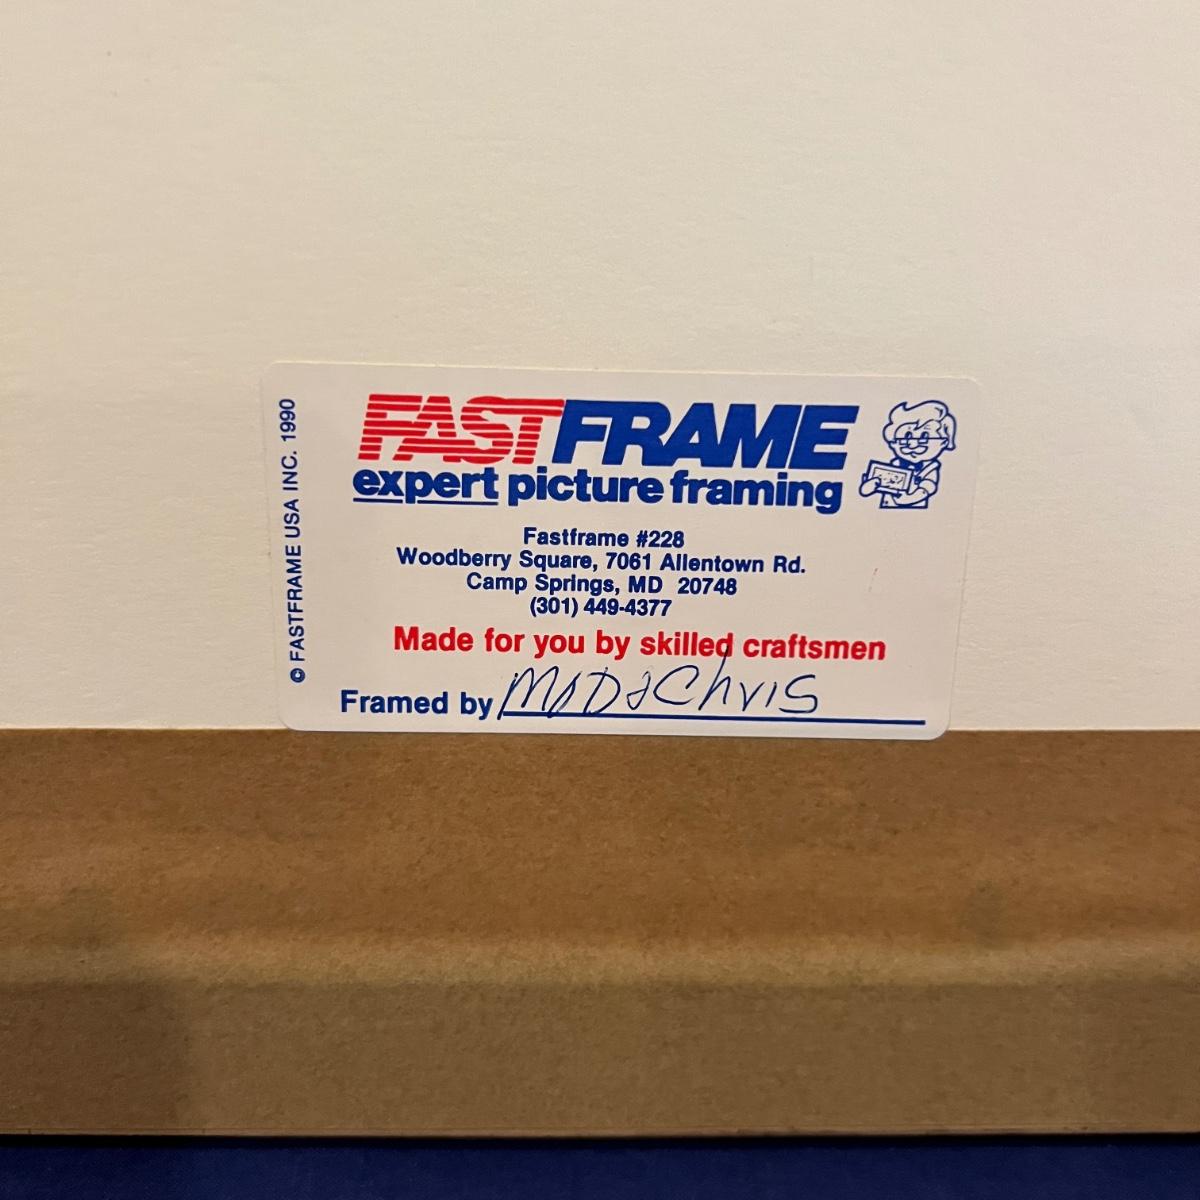 © FASTFRAME USA INC. 1990
FASTFRAME
expert picture framing
Fastframe #228
Woodberry Square, 7061 Allentown Rd.
Camp Springs, MD 20748
(301) 449-4377
Made for you by skilled craftsmen
Framed by Chris